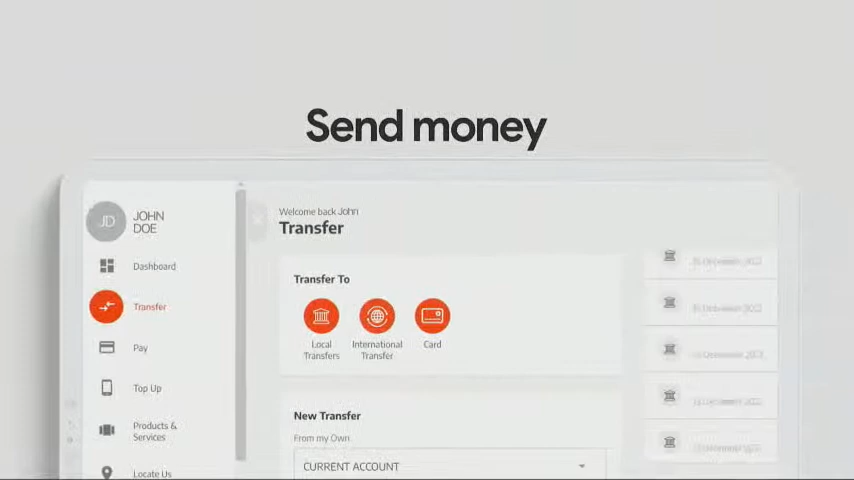 Send money
JD
JOHN
DOE
Dashboard
Transfer
Pay
Top Up
Products &
Services
Locate Us
Welcome back John
Transfer
Transfer To
Local
Transfers
International
Transfer
Card
New Transfer
From my Own
CURRENT ACCOUNT